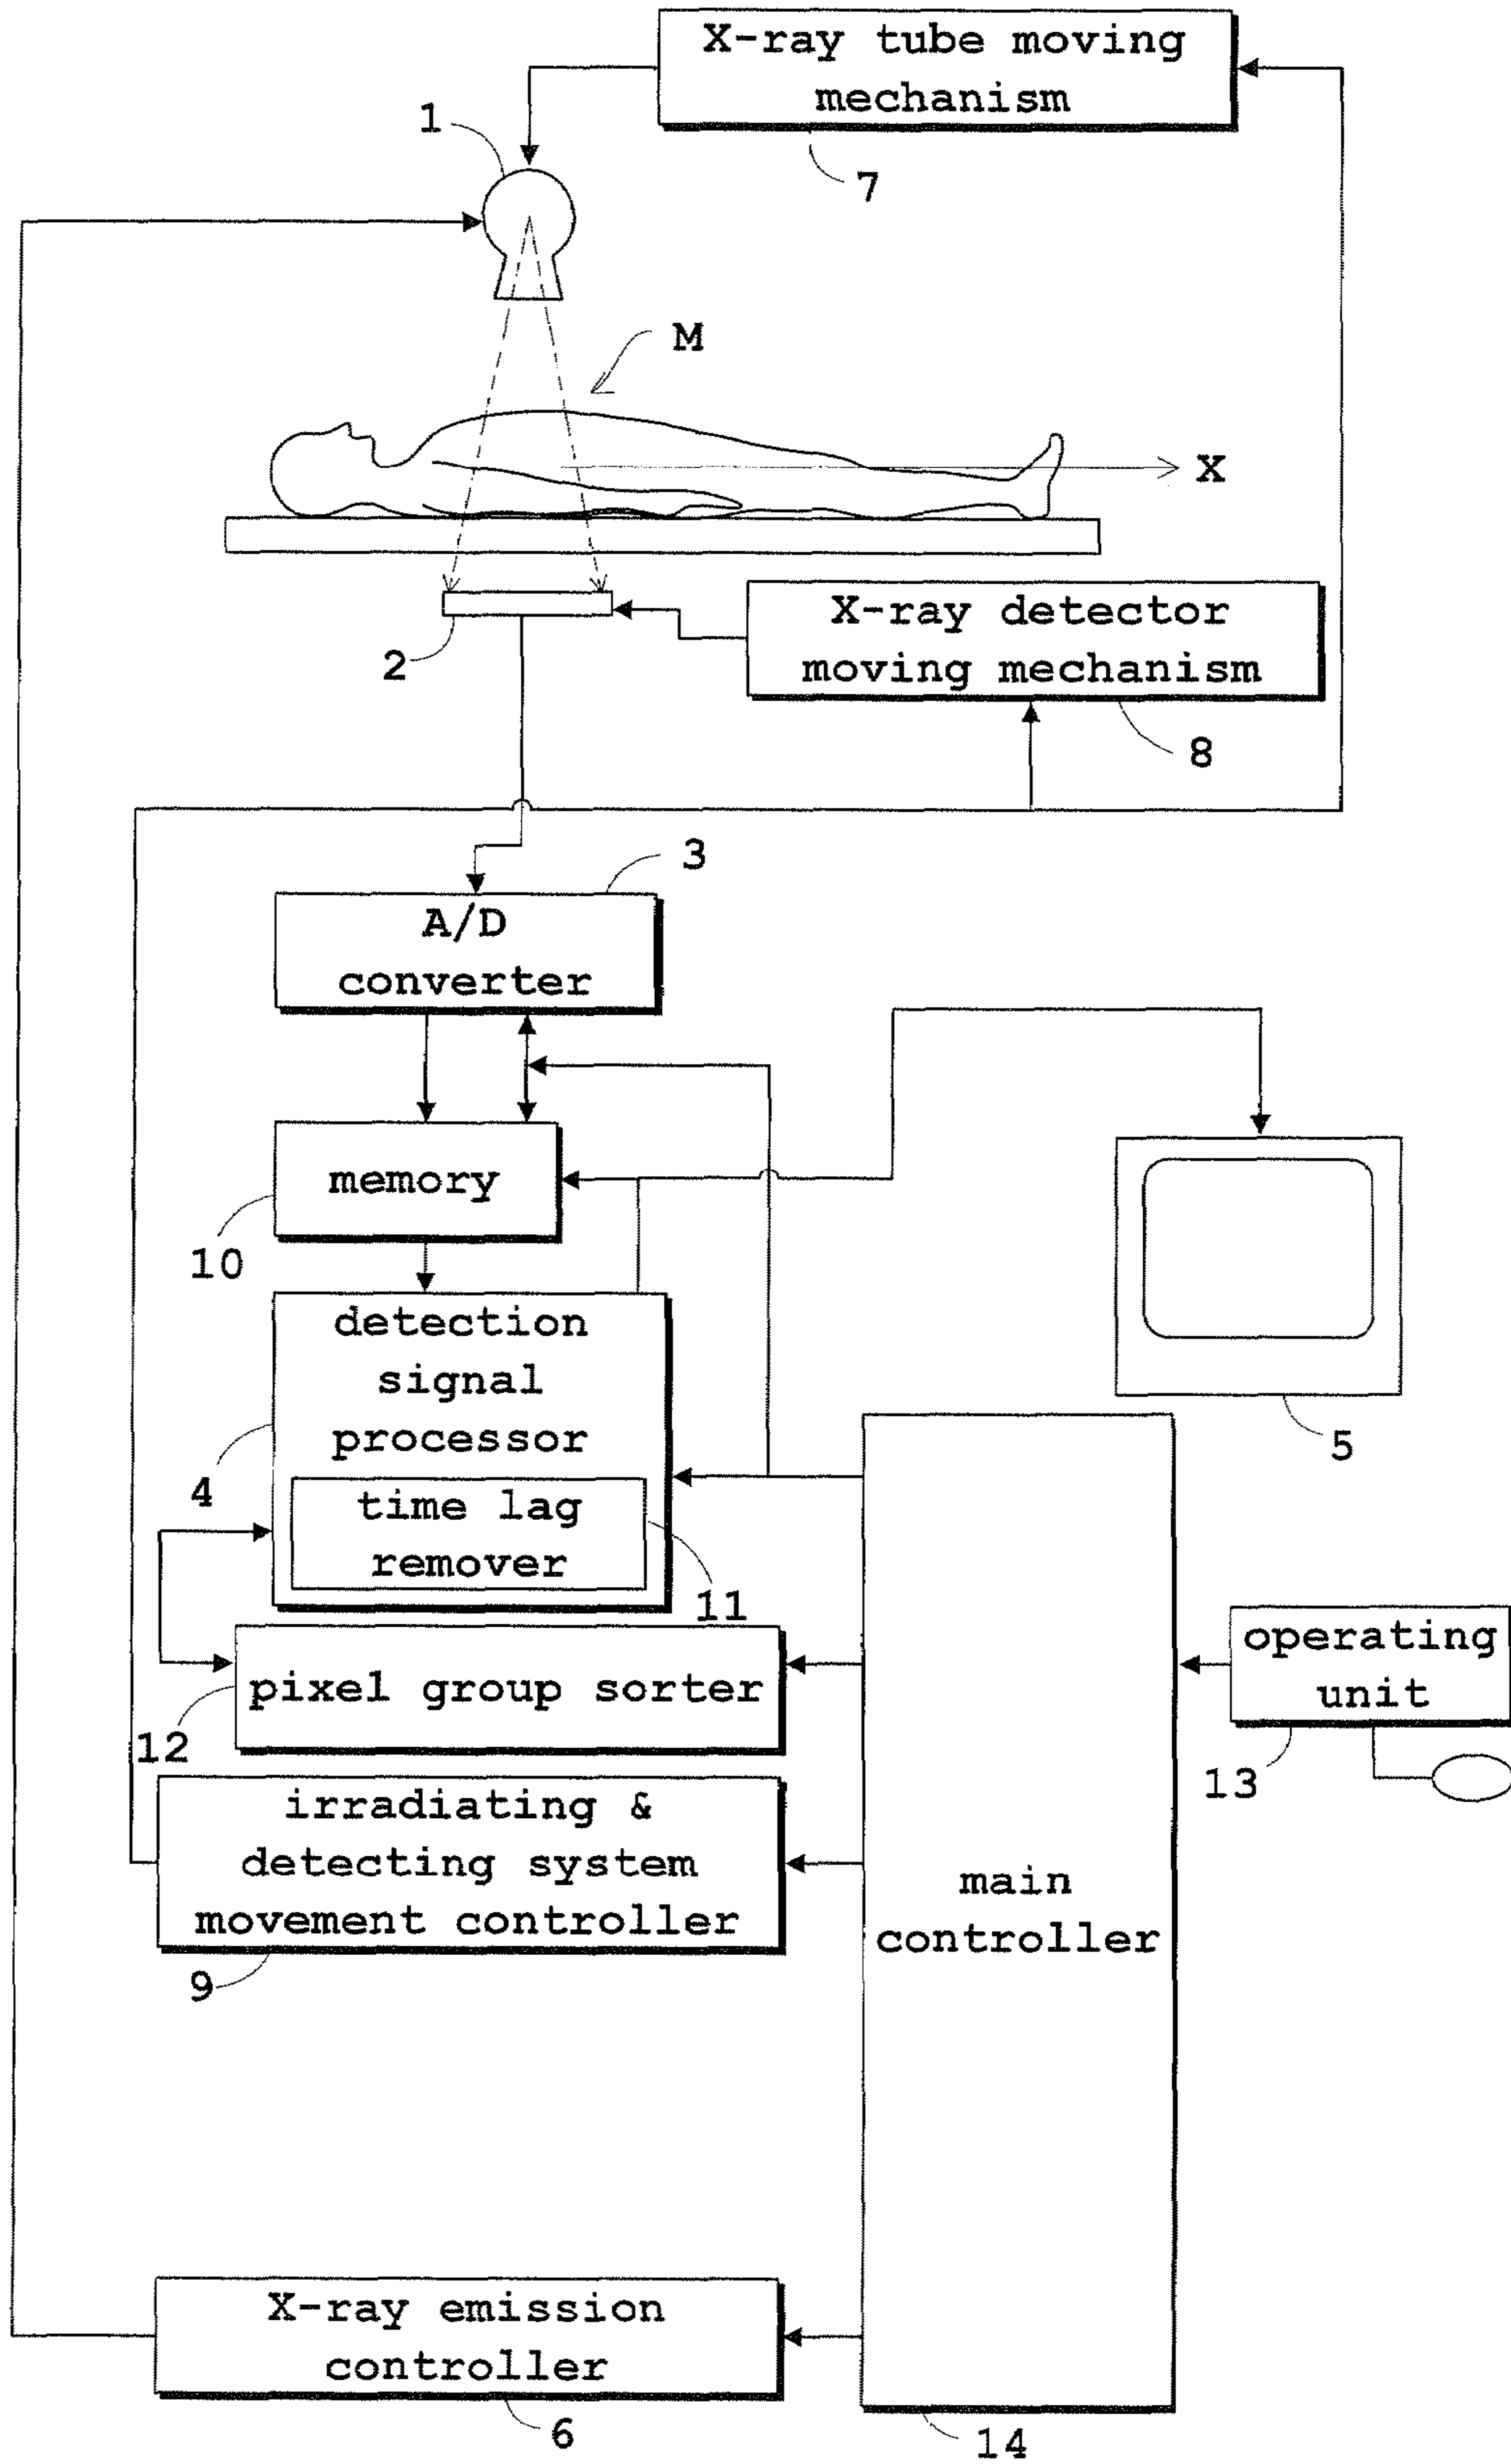 X-ray tube moving
mechanism
1
7
M
X
X-ray detector
moving mechanism
2
8
3
A/D
converter
memory
10
detection
signal
processor
4
5
time lag
remover
11
operating
unit
pixel group sorter
12
13
irradiating &
detecting system
movement controller
main
controller
9
X-ray emission
controller
6
14